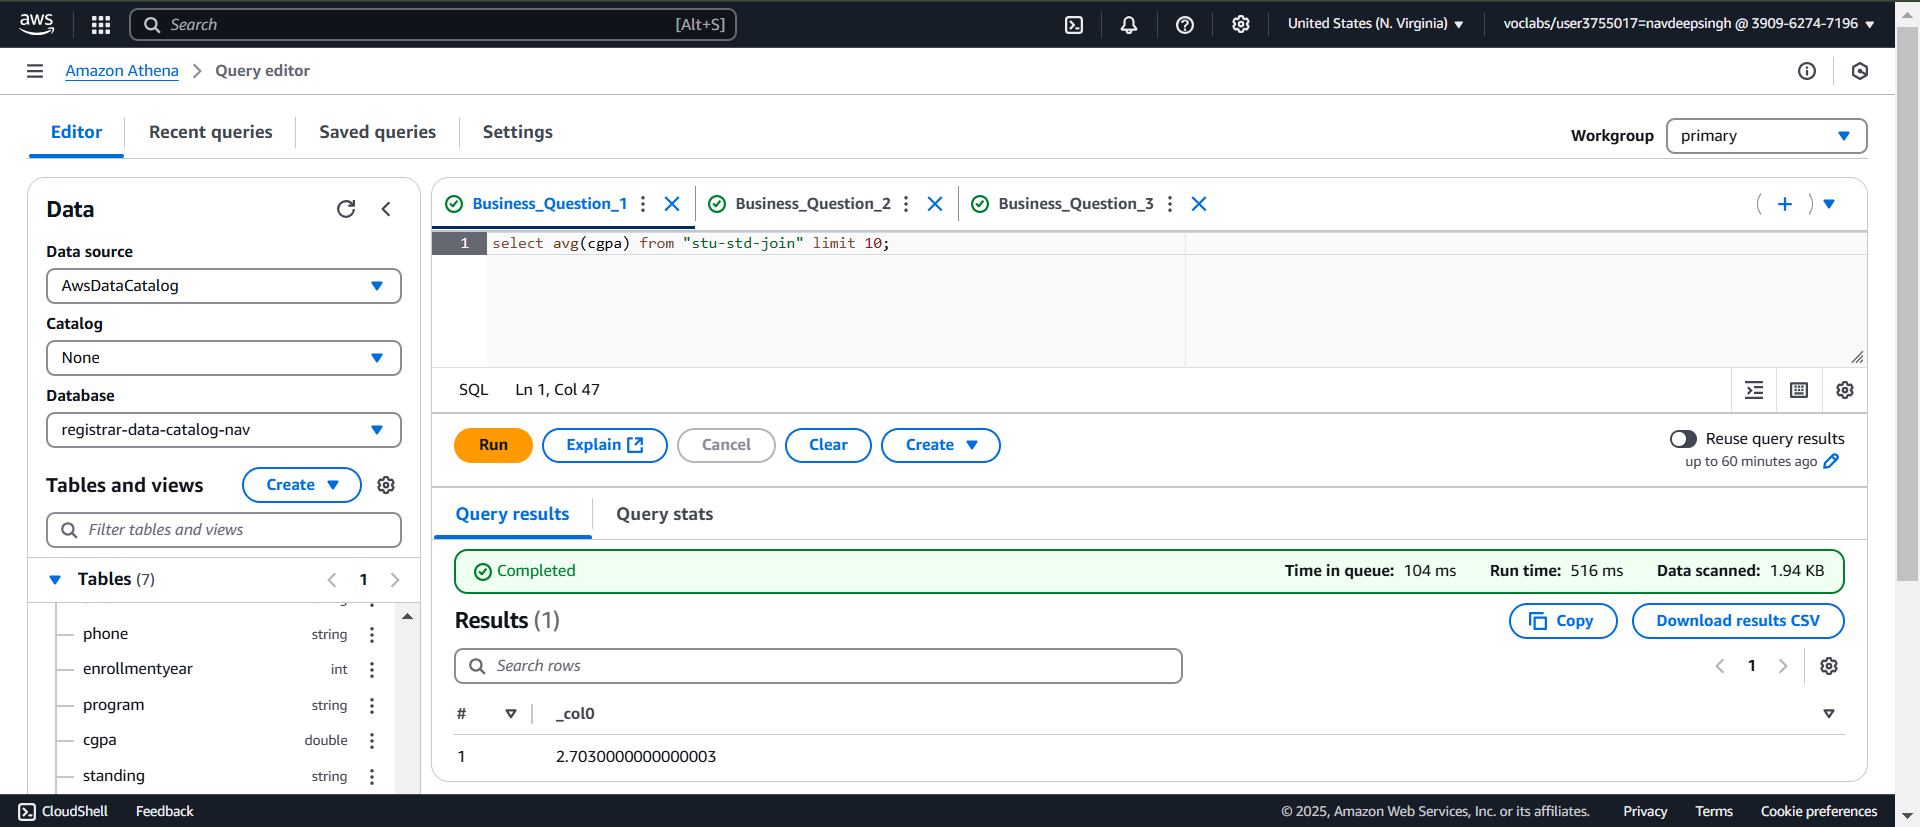 aws
Search [Alt+S]
United States (N. Virginia)
voclabs/user3755017=navdeepsingh @ 3909-6274-7196
Amazon Athena
Query editor
Editor
Recent queries
Saved queries
Settings
Workgroup
primary
Data
Data source
AwsDataCatalog
Catalog
None
Database
registrar-data-catalog-nav
Tables and views
Create
Filter tables and views
Tables (7)
1
phone string
enrollmentyear int
program string
cgpa double
standing string
Business_Question_1
Business_Question_2
Business_Question_3
1 select avg(cgpa) from "stu-std-join" limit 10;
SQL Ln 1, Col 47
Run
Explain
Cancel
Clear
Create
Reuse query results
up to 60 minutes ago
Query results
Query stats
Completed
Time in queue: 104 ms
Run time: 516 ms
Data scanned: 1.94 KB
Results (1)
Copy
Download results CSV
Search rows
1
# _col0
1 2.7030000000000003
CloudShell
Feedback
© 2025, Amazon Web Services, Inc. or its affiliates.
Privacy
Terms
Cookie preferences